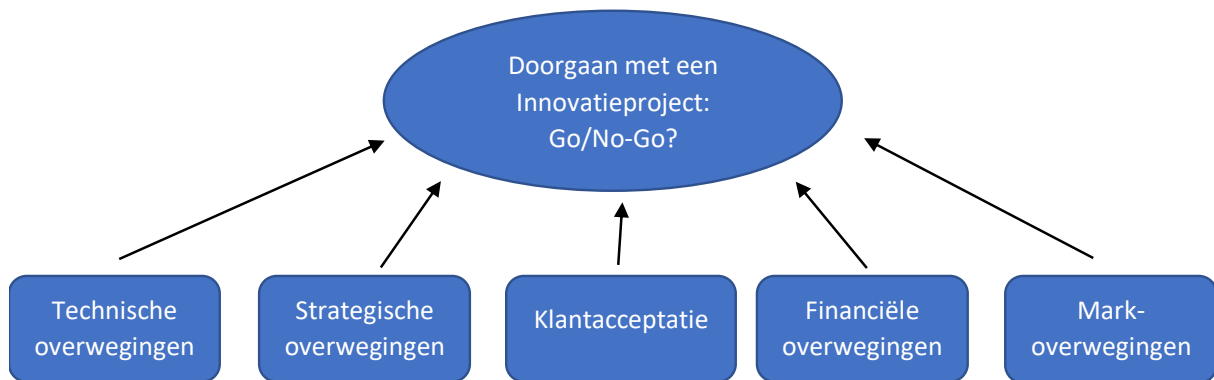 Doorgaan met een
Innovatieproject:
Go/No-Go?
Technische
overwegingen
Strategische
overwegingen
Klantacceptatie
Financiële
overwegingen
Mark-
overwegingen